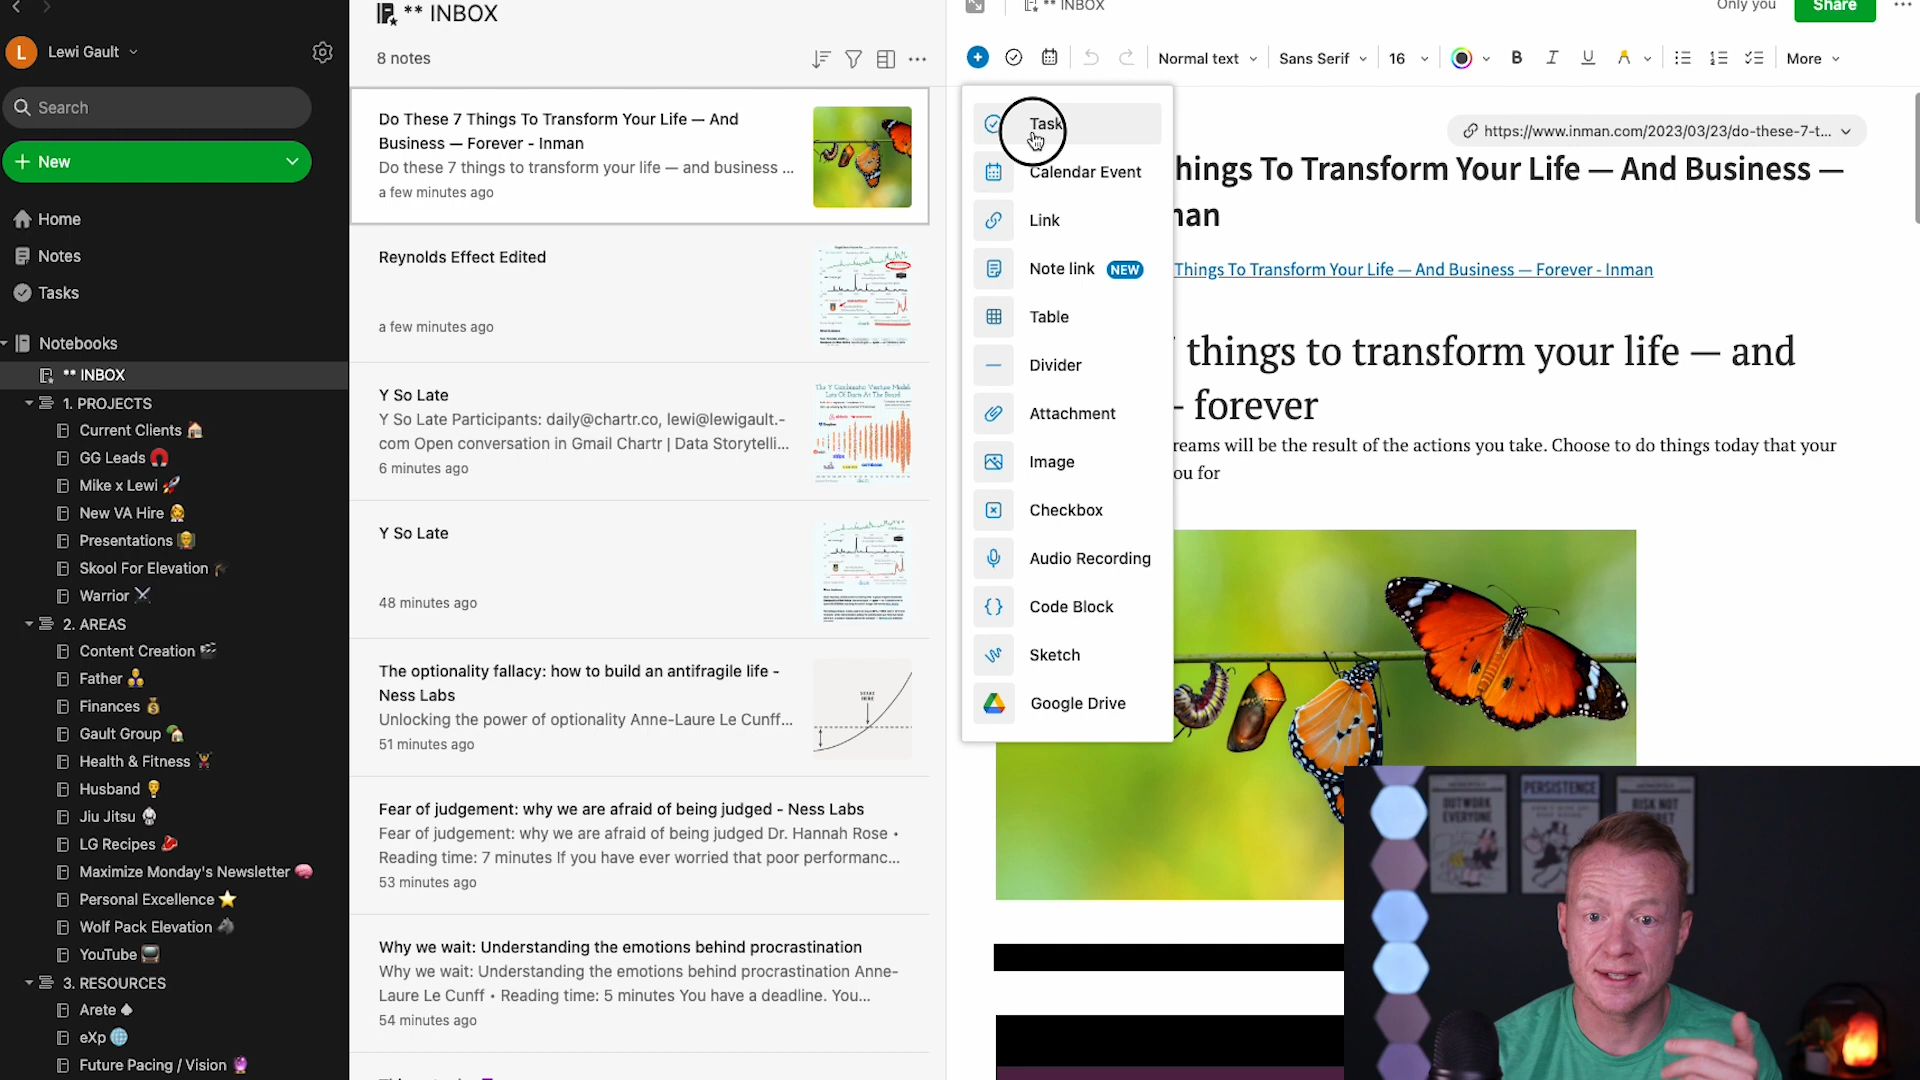 L Lewi Gault
Search
New
Home
Notes
Tasks
Notebooks
** INBOX
1. PROJECTS
Current Clients
GG Leads
Mike x Lewi
New VA Hire
Presentations
Skool For Elevation
Warrior
2. AREAS
Content Creation
Father
Finances
Gault Group
Health & Fitness
Husband
Jiu Jitsu
LG Recipes
Maximize Monday's Newsletter
Personal Excellence
Wolf Pack Elevation
YouTube
3. RESOURCES
Arete
eXp
Future Pacing / Vision
** INBOX
8 notes
Do These 7 Things To Transform Your Life — And
Business — Forever - Inman
Do these 7 things to transform your life — and business ...
a few minutes ago
Reynolds Effect Edited
a few minutes ago
Y So Late
Y So Late Participants: daily@chartr.co, lewi@lewigault.-
com Open conversation in Gmail Chartr | Data Storytelli...
6 minutes ago
Y So Late
48 minutes ago
The optionality fallacy: how to build an antifragile life -
Ness Labs
Unlocking the power of optionality Anne-Laure Le Cunff...
51 minutes ago
Fear of judgement: why we are afraid of being judged - Ness Labs
Fear of judgement: why we are afraid of being judged Dr. Hannah Rose •
Reading time: 7 minutes If you have ever worried that poor performanc...
53 minutes ago
Why we wait: Understanding the emotions behind procrastination
Why we wait: Understanding the emotions behind procrastination Anne-
Laure Le Cunff • Reading time: 5 minutes You have a deadline. You...
54 minutes ago
** INBOX
Only you
Share
Normal text
Sans Serif
16
B I U A
More
Task
Calendar Event
Link
Note link NEW
Table
Divider
Attachment
Image
Checkbox
Audio Recording
Code Block
Sketch
Google Drive
https://www.inman.com/2023/03/23/do-these-7-t...
hings To Transform Your Life — And Business —
man
Things To Transform Your Life — And Business — Forever - Inman
things to transform your life — and
- forever
reams will be the result of the actions you take. Choose to do things today that your
ou for
OUTWORK
EVERYONE
PERSISTENCE
RISK NOT